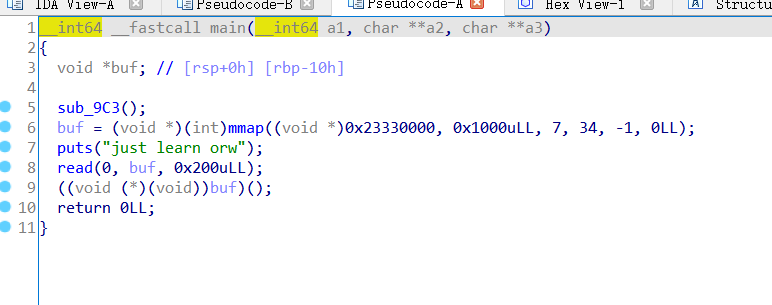 IDA View-A Pseudocode-B Pseudocode-A Hex View-1 Structu
1 __int64 __fastcall main(__int64 a1, char **a2, char **a3)
2 {
3 void *buf; // [rsp+0h] [rbp-10h]
4
5 sub_9C3();
6 buf = (void *)(int)mmap((void *)0x23330000, 0x1000uLL, 7, 34, -1, 0LL);
7 puts("just learn orw");
8 read(0, buf, 0x200uLL);
9 ((void (*)(void))buf)();
10 return 0LL;
11 }